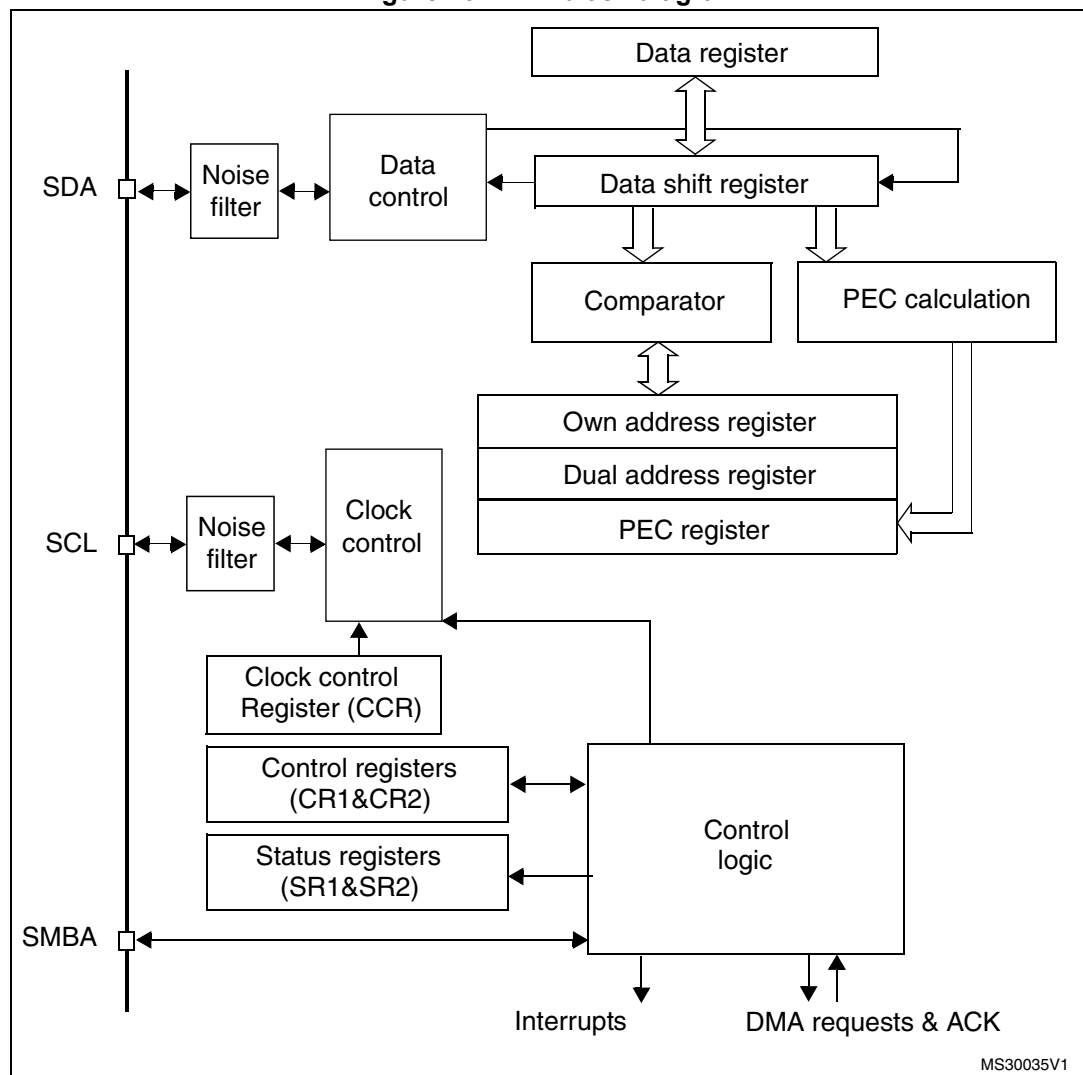 Data register
SDA
Noise
filter
Data
control
Data shift register
Comparator
PEC calculation
Own address register
Dual address register
PEC register
SCL
Noise
filter
Clock
control
Clock control
Register (CCR)
Control registers
(CR1&CR2)
Status registers
(SR1&SR2)
Control
logic
SMBA
Interrupts
DMA requests & ACK
MS30035V1